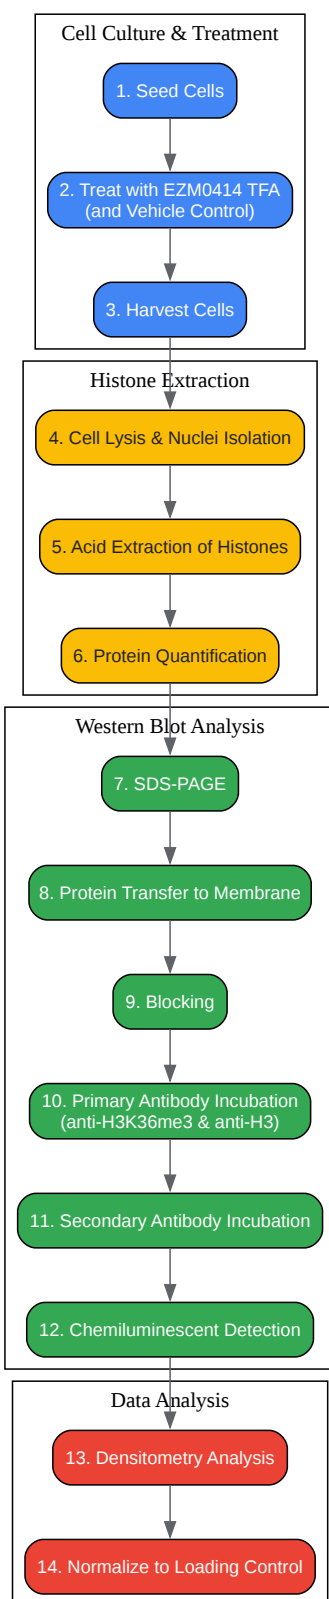 Cell Culture & Treatment
1. Seed Cells
2. Treat with EZM0414 TFA
(and Vehicle Control)
3. Harvest Cells
Histone Extraction
4. Cell Lysis & Nuclei Isolation
5. Acid Extraction of Histones
6. Protein Quantification
Western Blot Analysis
7. SDS-PAGE
8. Protein Transfer to Membrane
9. Blocking
10. Primary Antibody Incubation
(anti-H3K36me3 & anti-H3)
11. Secondary Antibody Incubation
12. Chemiluminescent Detection
Data Analysis
13. Densitometry Analysis
14. Normalize to Loading Control